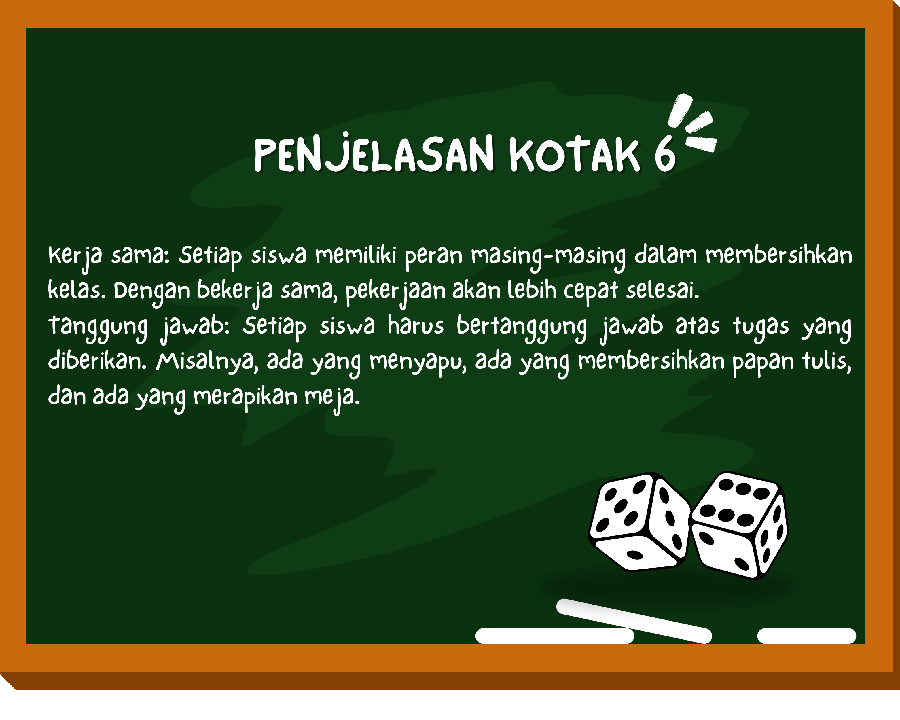 PENJELASAN KOTAK 6
Kerja sama: Setiap siswa memiliki peran masing-masing dalam membersihkan
kelas. Dengan bekerja sama, pekerjaan akan lebih cepat selesai.
Tanggung jawab: Setiap siswa harus bertanggung jawab atas tugas yang
diberikan. Misalnya, ada yang menyapu, ada yang membersihkan papan tulis,
dan ada yang merapikan meja.